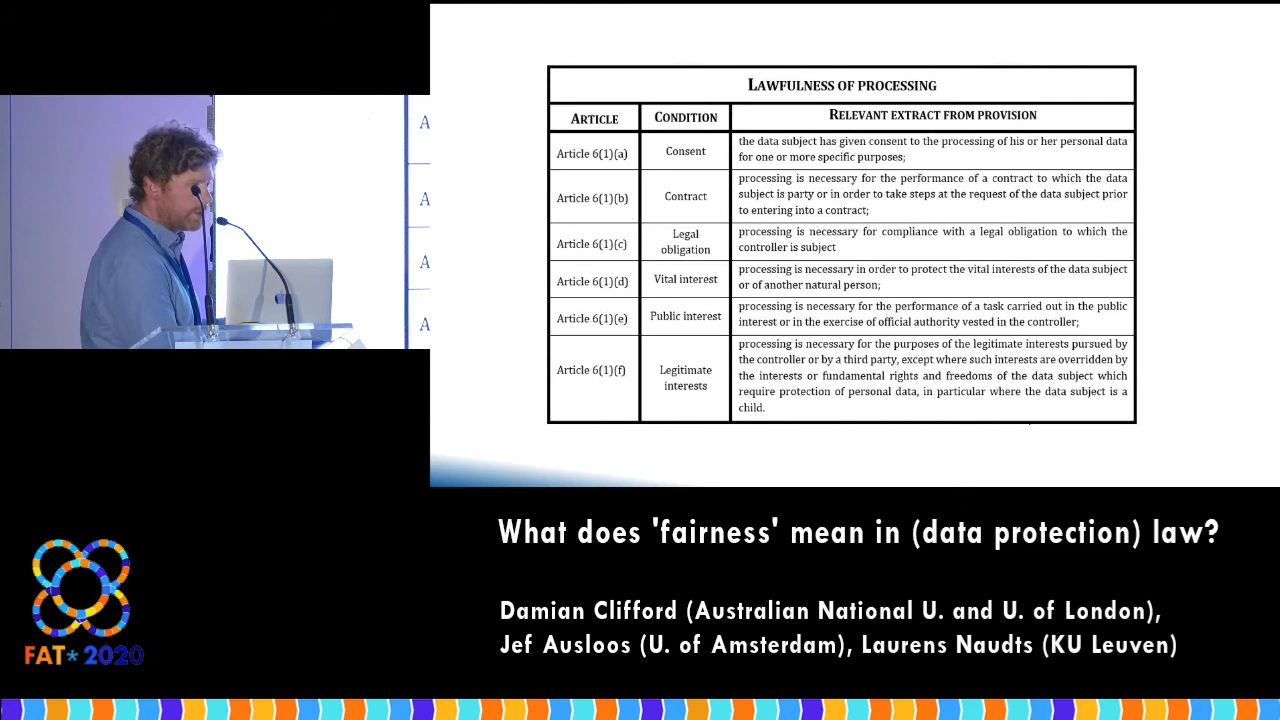 LAWFULNESS OF PROCESSING
ARTICLE
CONDITION
RELEVANT EXTRACT FROM PROVISION
Article 6(1)(a)
Consent
the data subject has given consent to the processing of his or her personal data
for one or more specific purposes;
Article 6(1)(b)
Contract
processing is necessary for the performance of a contract to which the data
subject is party or in order to take steps at the request of the data subject prior
to entering into a contract;
Article 6(1)(c)
Legal
obligation
processing is necessary for compliance with a legal obligation to which the
controller is subject
Article 6(1)(d)
Vital interest
processing is necessary in order to protect the vital interests of the data subject
or of another natural person;
Article 6(1)(e)
Public interest
processing is necessary for the performance of a task carried out in the public
interest or in the exercise of official authority vested in the controller;
Article 6(1)(f)
Legitimate
interests
processing is necessary for the purposes of the legitimate interests pursued by
the controller or by a third party, except where such interests are overridden by
the interests or fundamental rights and freedoms of the data subject which
require protection of personal data, in particular where the data subject is a
child.
A
A
A
A
What does 'fairness' mean in (data protection) law?
Damian Clifford (Australian National U. and U. of London),
Jef Ausloos (U. of Amsterdam), Laurens Naudts (KU Leuven)
FAT* 2020